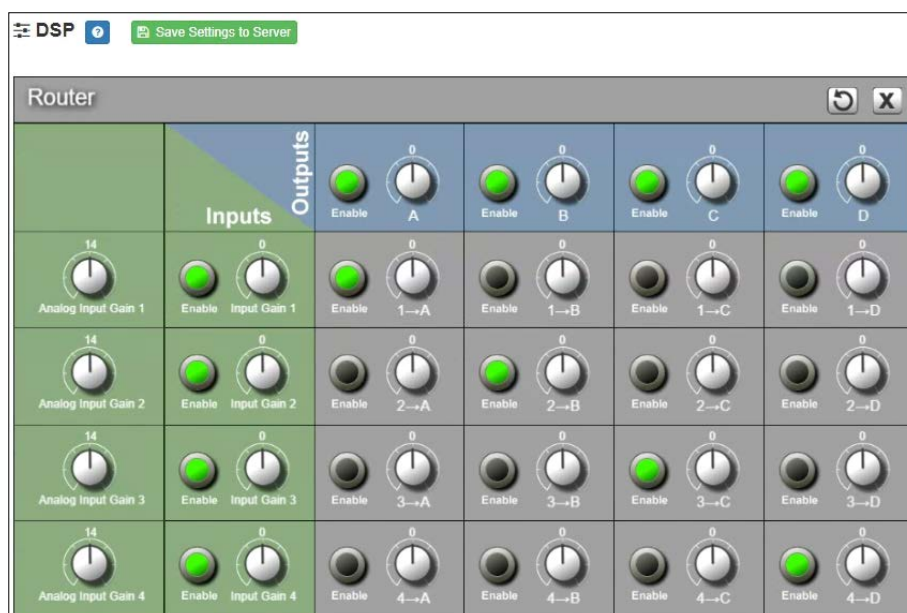 DSP ? Save Settings to Server
Router X
Outputs
Inputs
0 0 0 0
Enable A Enable B Enable C Enable D
14 0 0 0 0 0
Analog Input Gain 1 Enable Input Gain 1 Enable 1→A Enable 1→B Enable 1→C Enable 1→D
14 0 0 0 0 0
Analog Input Gain 2 Enable Input Gain 2 Enable 2→A Enable 2→B Enable 2→C Enable 2→D
14 0 0 0 0 0
Analog Input Gain 3 Enable Input Gain 3 Enable 3→A Enable 3→B Enable 3→C Enable 3→D
14 0 0 0 0 0
Analog Input Gain 4 Enable Input Gain 4 Enable 4→A Enable 4→B Enable 4→C Enable 4→D